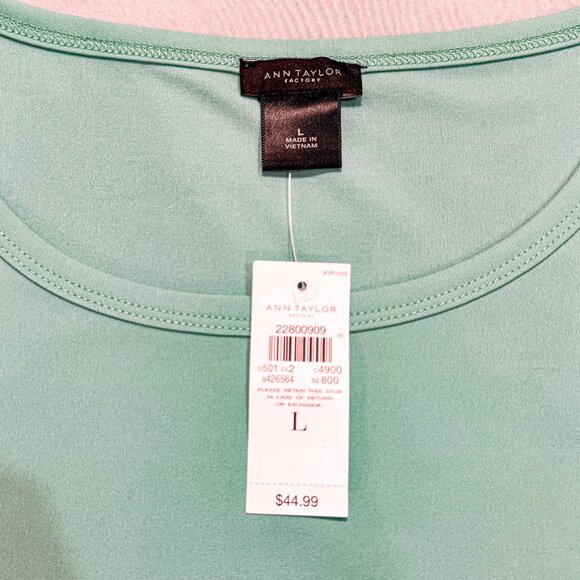 ANN TAYLOR
FACTORY
L
MADE IN
VIETNAM
ANN TAYLOR
FACTORY
22800909
D501 CL2 C4900
S426564 SZ 800
PLEASE RETAIN THIS STUB
IN CASE OF RETURN
OR EXCHANGE
L
$44.99